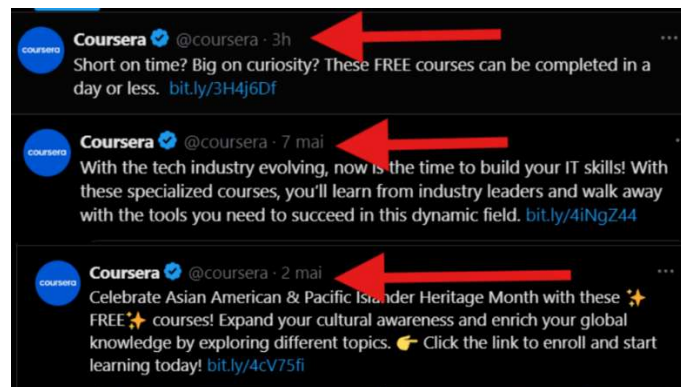 coursera
Coursera @coursera · 3h
Short on time? Big on curiosity? These FREE courses can be completed in a
day or less. bit.ly/3H4j6Df
coursera
Coursera @coursera · 7 mai
With the tech industry evolving, now is the time to build your IT skills! With
these specialized courses, you'll learn from industry leaders and walk away
with the tools you need to succeed in this dynamic field. bit.ly/4iNgZ44
coursera
Coursera @coursera · 2 mai
Celebrate Asian American & Pacific Islander Heritage Month with these ✨
FREE✨ courses! Expand your cultural awareness and enrich your global
knowledge by exploring different topics. 👉 Click the link to enroll and start
learning today! bit.ly/4cV75fi